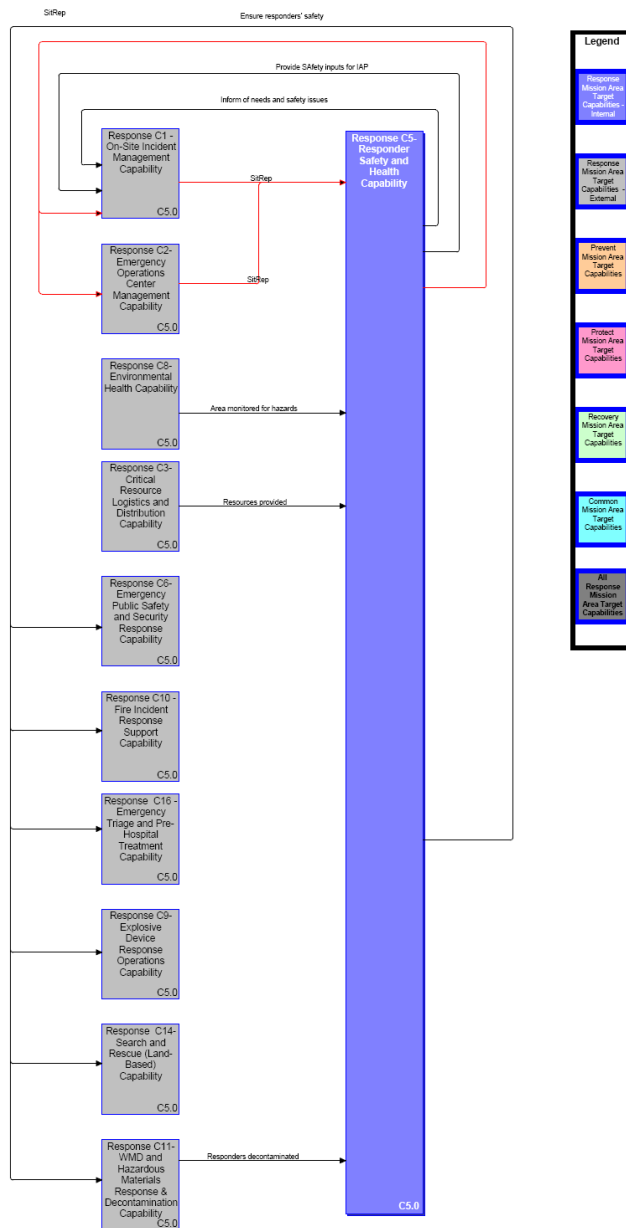 SitRep
Ensure responders' safety
Provide SAfety inputs for IAP
Inform of needs and safety issues
Response C1 -
On-Site Incident
Management
Capability
C5.0
SitRep
Response C5-
Responder
Safety and
Health
Capability
C5.0
Response C2-
Emergency
Operations
Center
Management
Capability
C5.0
SitRep
Response C8-
Environmental
Health Capability
C5.0
Area monitored for hazards
Response C3-
Critical
Resource
Logistics and
Distribution
Capability
C5.0
Resources provided
Response C6-
Emergency
Public Safety
and Security
Response
Capability
C5.0
Response C10 -
Fire Incident
Response
Support
Capability
C5.0
Response C16 -
Emergency
Triage and Pre-
Hospital
Treatment
Capability
C5.0
Response C9-
Explosive
Device
Response
Operations
Capability
C5.0
Response C14-
Search and
Rescue (Land-
Based)
Capability
C5.0
Response C11-
WMD and
Hazardous
Materials
Response &
Decontamination
Capability
C5.0
Responders decontaminated
Legend
Response
Mission Area
Target
Capabilities -
Internal
Response
Mission Area
Target
Capabilities -
External
Prevent
Mission Area
Target
Capabilities
Protect
Mission Area
Target
Capabilities
Recovery
Mission Area
Target
Capabilities
Common
Mission Area
Target
Capabilities
All
Response
Mission
Area Target
Capabilities